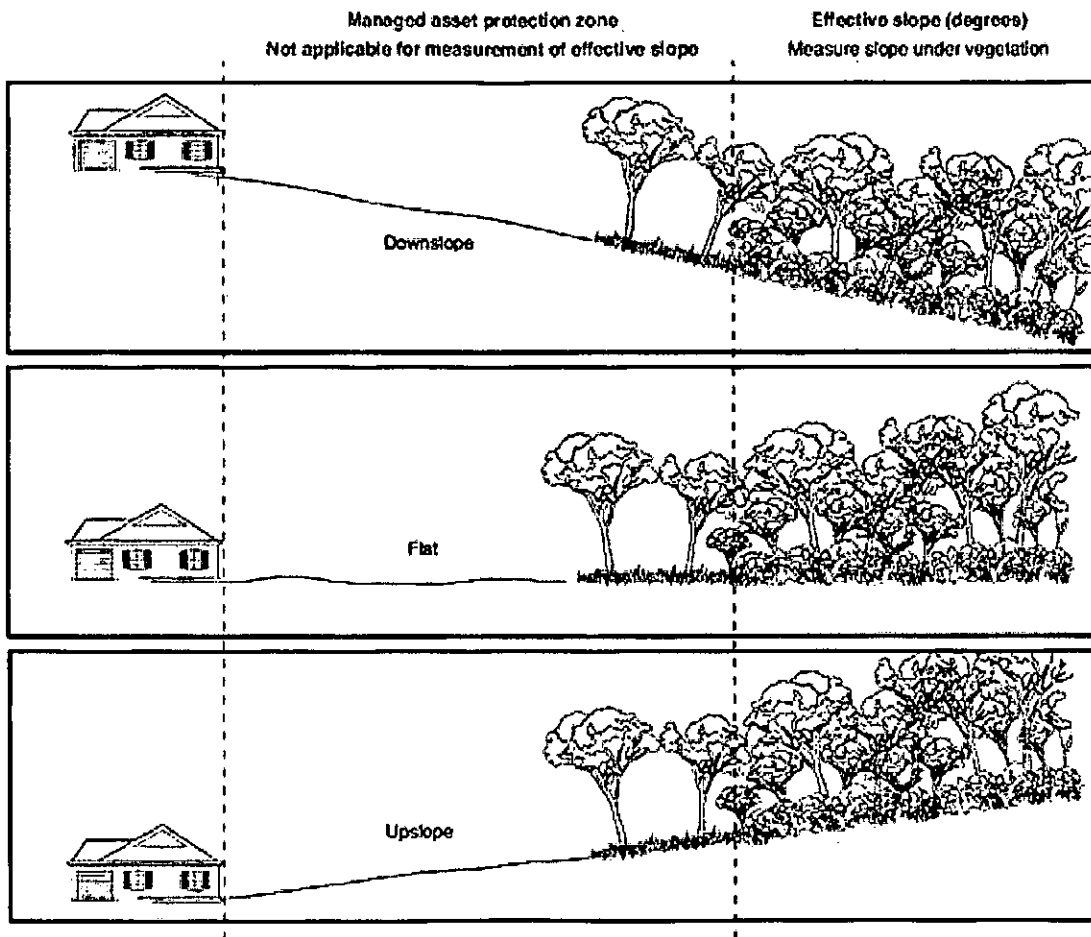 Managed asset protection zone
Not applicable for measurement of effective slope
Effective slope (degrees)
Measure slope under vegetation
Downslope
Flat
Upslope